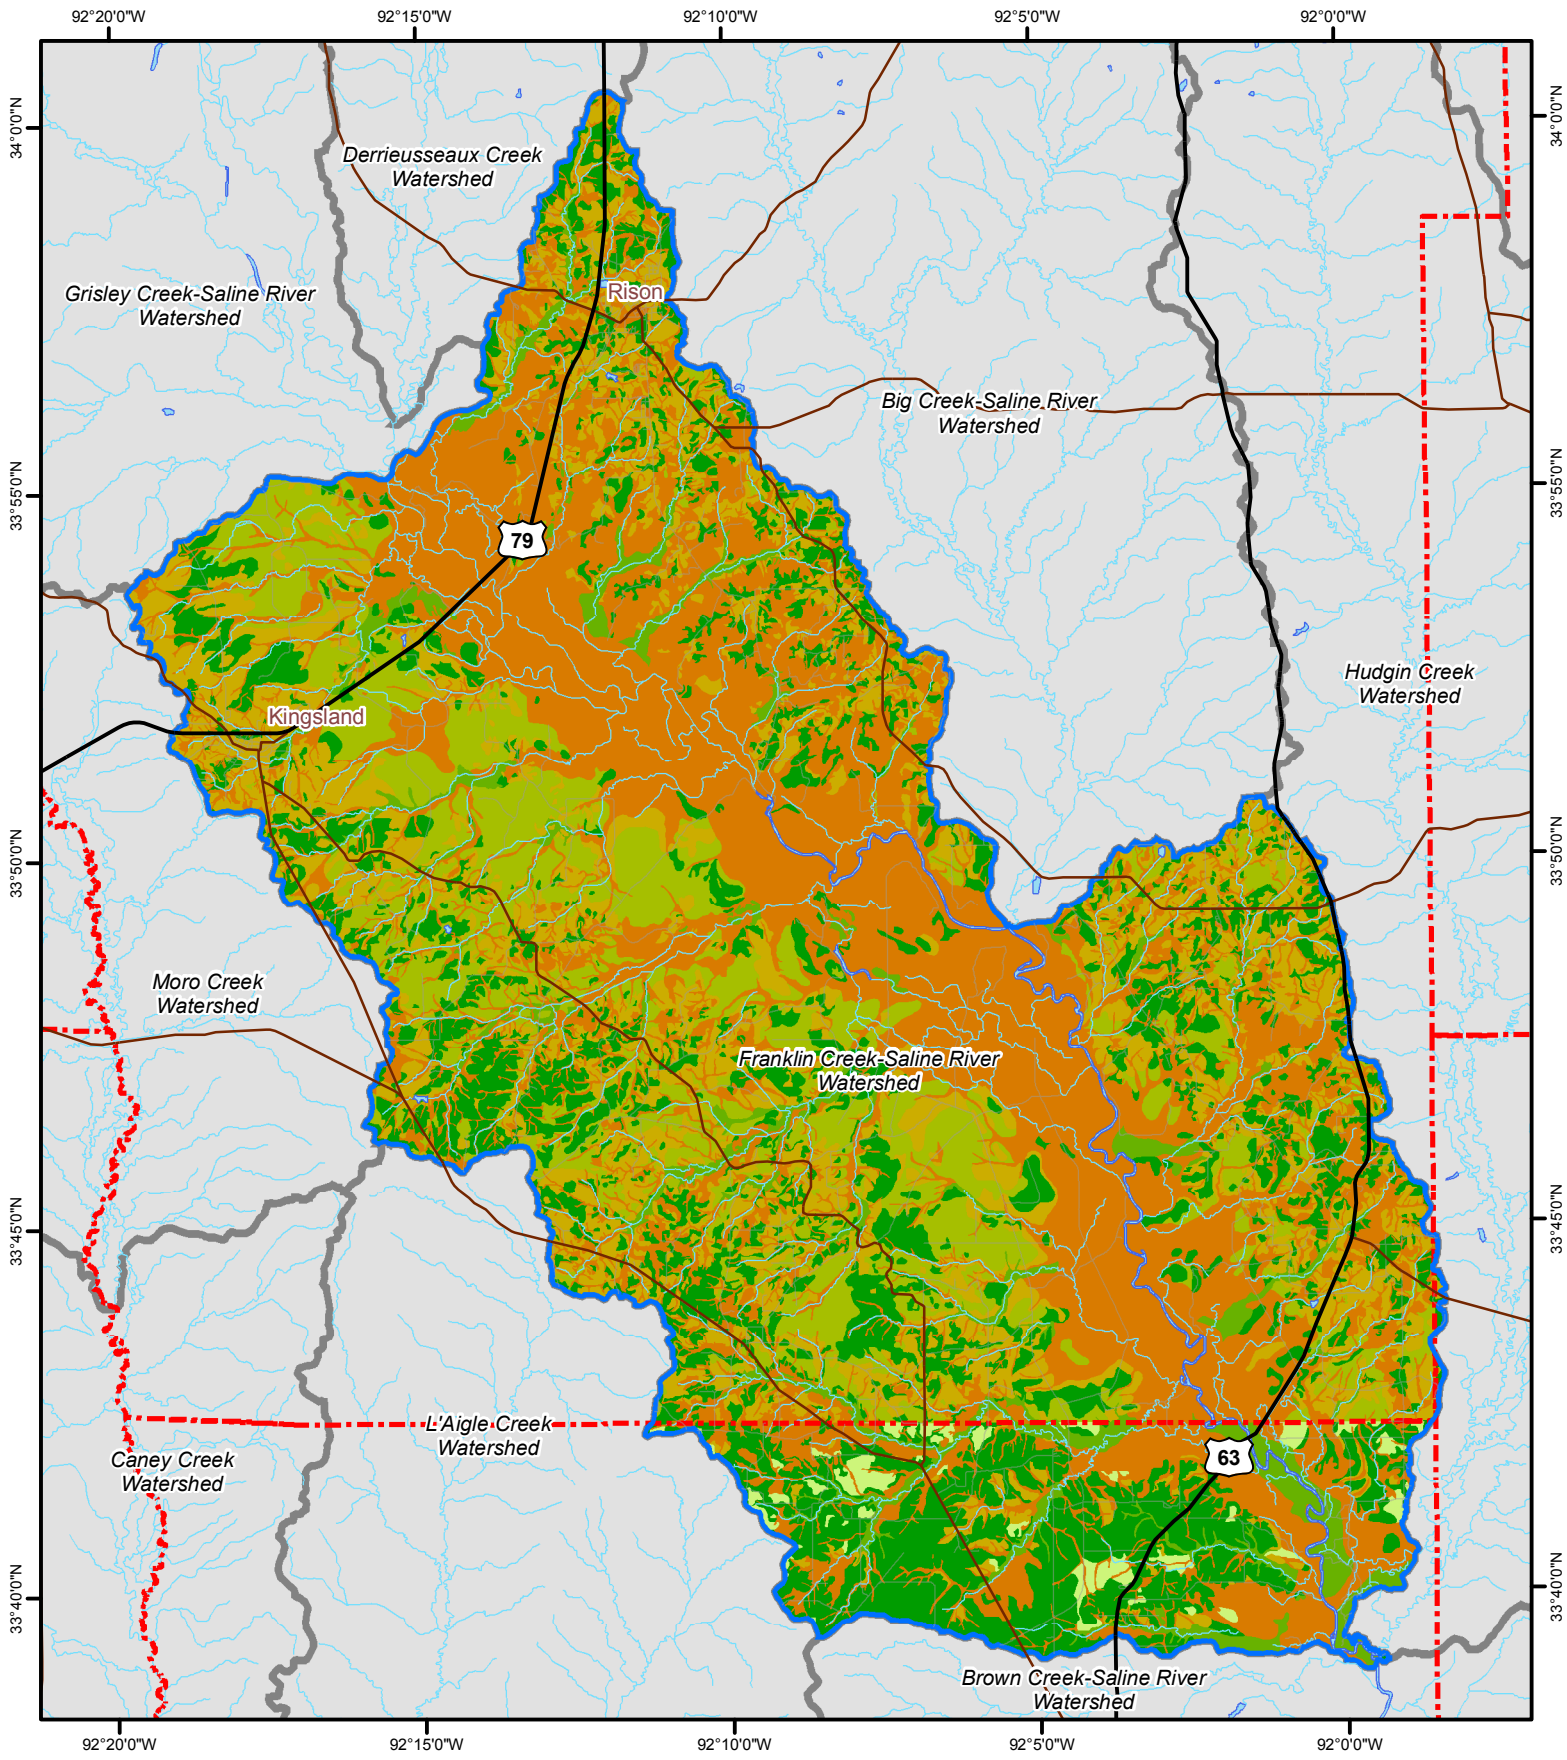 92°20'0"W
92°15'0"W
92°10'0"W
92°5'0"W
92°0'0"W
34°0'0"N
34°0'0"N
Derrieusseaux Creek
Watershed
Grisley Creek-Saline River
Watershed
Rison
Big Creek-Saline River
Watershed
33°55'0"N
33°55'0"N
79
Hudgin Creek
Watershed
Kingsland
33°50'0"N
33°50'0"N
Moro Creek
Watershed
Franklin Creek-Saline River
Watershed
33°45'0"N
33°45'0"N
L'Aigle Creek
Watershed
Caney Creek
Watershed
63
33°40'0"N
33°40'0"N
Brown Creek-Saline River
Watershed
92°20'0"W
92°15'0"W
92°10'0"W
92°5'0"W
92°0'0"W